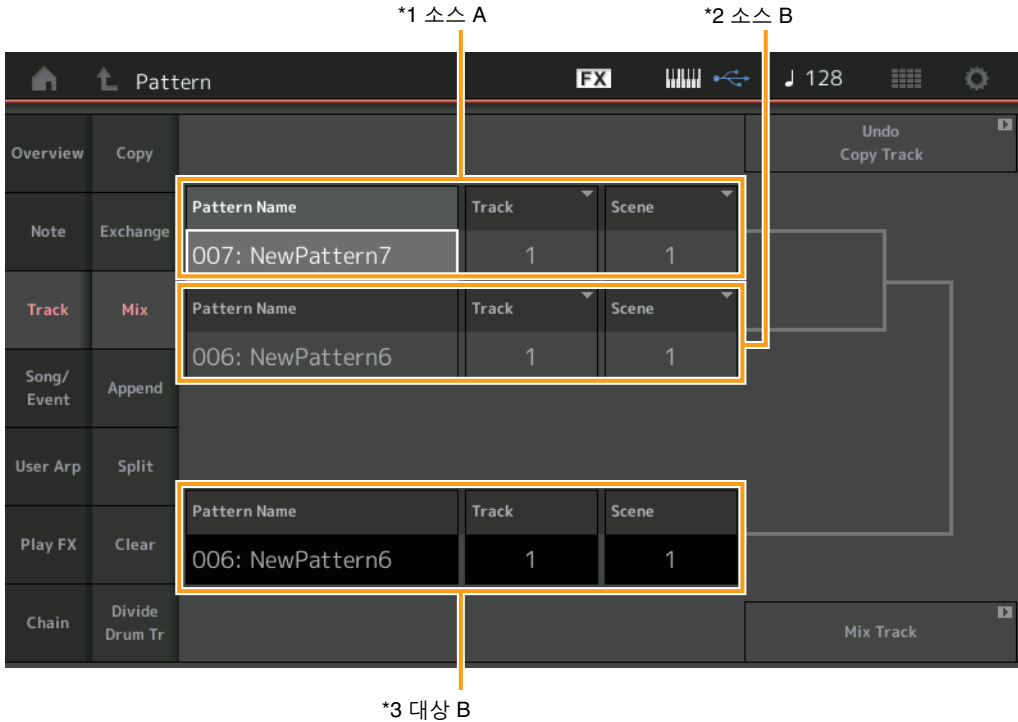 *1 소스 A
*2 소스 B
Pattern
FX
♩ 128
Overview
Copy
Undo
Copy Track
Note
Exchange
Pattern Name
Track
Scene
007: NewPattern7
1
1
Track
Mix
Pattern Name
Track
Scene
006: NewPattern6
1
1
Song/
Event
Append
User Arp
Split
Pattern Name
Track
Scene
006: NewPattern6
1
1
Play FX
Clear
Chain
Divide
Drum Tr
Mix Track
*3 대상 B